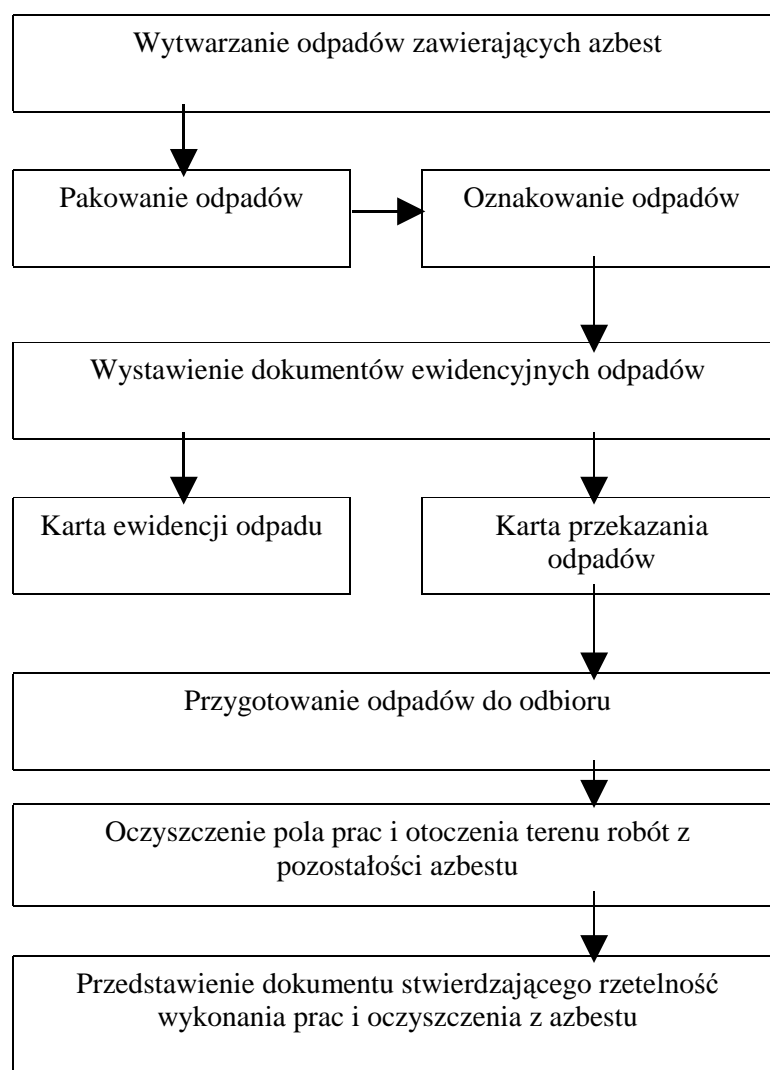 Wytwarzanie odpadów zawierających azbest
Pakowanie odpadów
Oznakowanie odpadów
Wystawienie dokumentów ewidencyjnych odpadów
Karta ewidencji odpadu
Karta przekazania
odpadów
Przygotowanie odpadów do odbioru
Oczyszczenie pola prac i otoczenia terenu robót z
pozostałości azbestu
Przedstawienie dokumentu stwierdzającego rzetelność
wykonania prac i oczyszczenia z azbestu